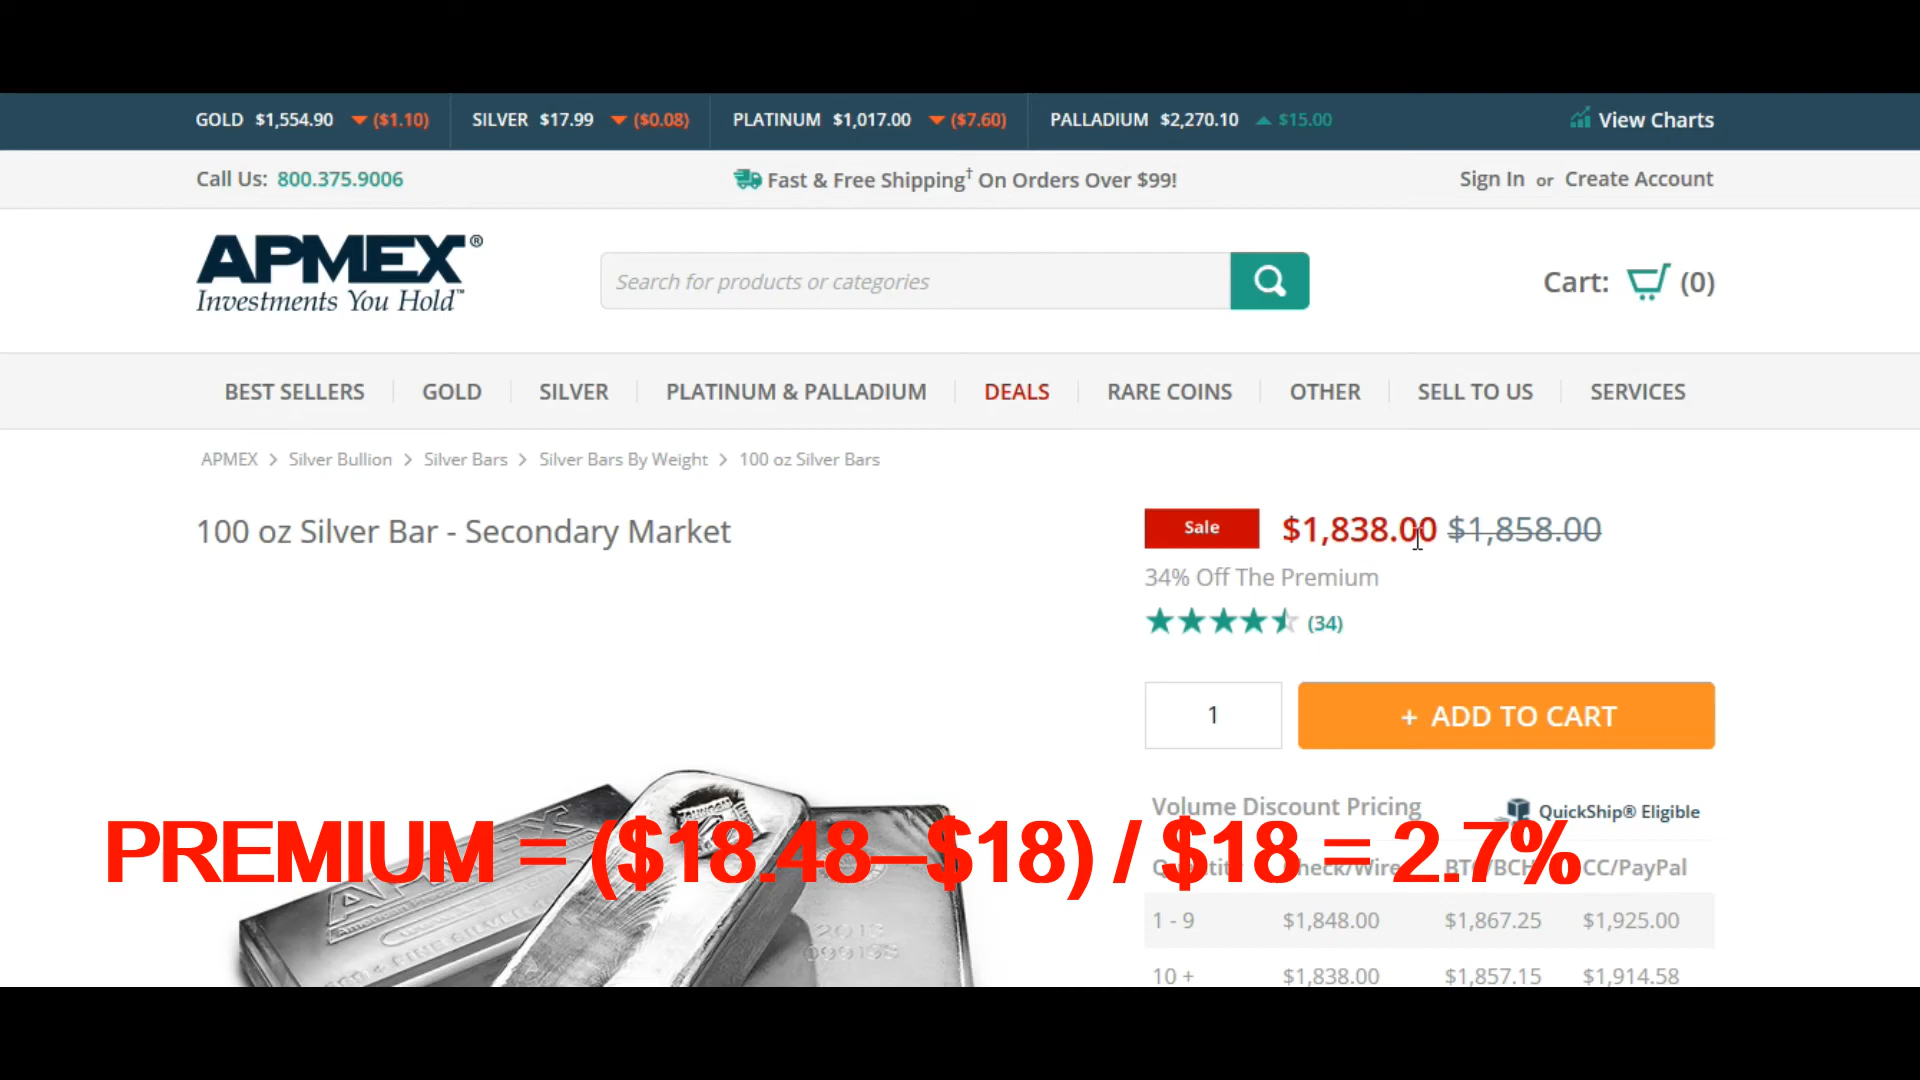 GOLD $1,554.90 ($1.10) SILVER $17.99 ($0.08) PLATINUM $1,017.00 ($7.60) PALLADIUM $2,270.10 $15.00 View Charts
Call Us: 800.375.9006 Fast & Free Shipping† On Orders Over $99! Sign In or Create Account
APMEX®
Investments You Hold™
Search for products or categories
Cart: (0)
BEST SELLERS GOLD SILVER PLATINUM & PALLADIUM DEALS RARE COINS OTHER SELL TO US SERVICES
APMEX > Silver Bullion > Silver Bars > Silver Bars By Weight > 100 oz Silver Bars
100 oz Silver Bar - Secondary Market
Sale $1,838.00 $1,858.00
34% Off The Premium
(34)
1 + ADD TO CART
Volume Discount Pricing QuickShip® Eligible
PREMIUM = ($18.48–$18) / $18 = 2.7%
CC/PayPal
1 - 9 $1,848.00 $1,867.25 $1,925.00
10 + $1,838.00 $1,857.15 $1,914.58
APMEX
2013